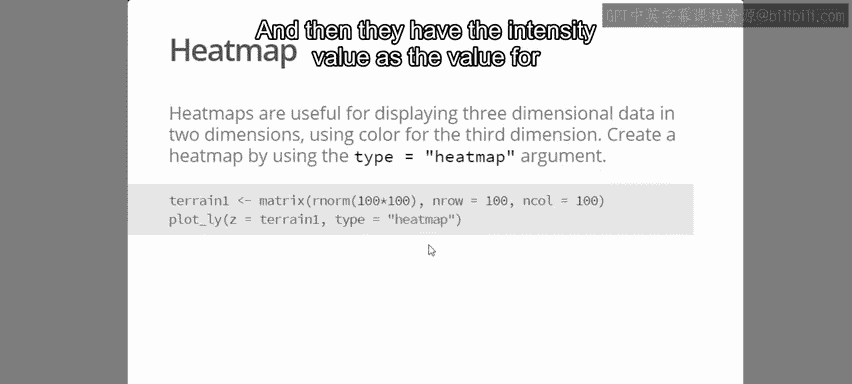 And then they have the intensity
value as the value for
GPT中英字幕课程资源@bilibili.com
Heatmap
Heatmaps are useful for displaying three dimensional data in
two dimensions, using color for the third dimension. Create a
heatmap by using the type = "heatmap" argument.
terrain1 <- matrix(rnorm(100*100), nrow = 100, ncol = 100)
plot_ly(z = terrain1, type = "heatmap")